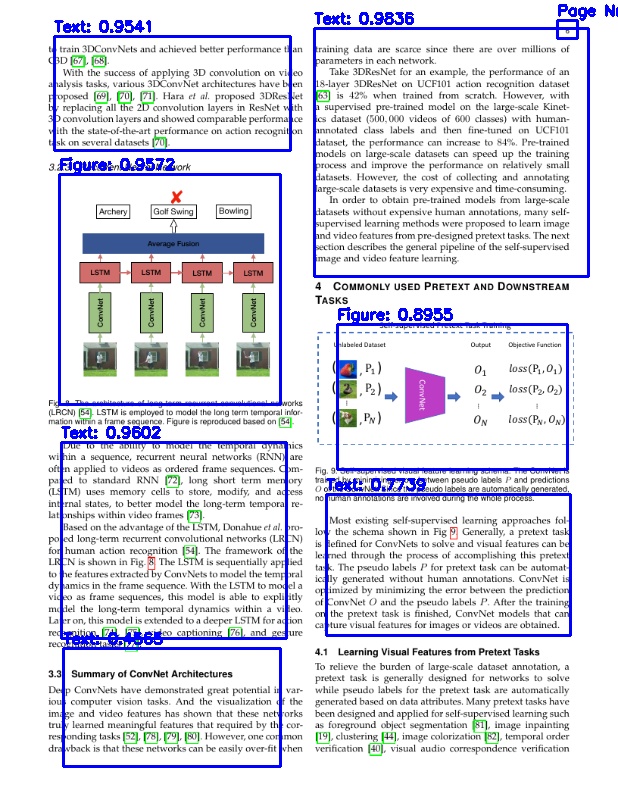 Text: 0.9541
to train 3DConvNets and achieved better performance than
C3D [67], [68].
With the success of applying 3D convolution on video
analysis tasks, various 3DConvNet architectures have been
proposed [69], [70], [71]. Hara et al. proposed 3DResNet
by replacing all the 2D convolution layers in ResNet with
3D convolution layers and showed comparable performance
with the state-of-the-art performance on action recognition
task on several datasets [70].
Figure: 0.9572
Archery
Golf Swing
Bowling
Average Fusion
LSTM
LSTM
LSTM
LSTM
ConvNet
ConvNet
ConvNet
ConvNet
Fig. 8. The architecture of long-term recurrent convolutional networks
(LRCN) [54]. LSTM is employed to model the long term temporal infor-
mation within a frame sequence. Figure is reproduced based on [54].
Text: 0.9602
Due to the ability to model the temporal dynamics
within a sequence, recurrent neural networks (RNN) are
often applied to videos as ordered frame sequences. Com-
pared to standard RNN [72], long short term memory
(LSTM) uses memory cells to store, modify, and access
internal states, to better model the long-term temporal re-
lationships within video frames [73].
Based on the advantage of the LSTM, Donahue et al. pro-
posed long-term recurrent convolutional networks (LRCN)
for human action recognition [54]. The framework of the
LRCN is shown in Fig. 8. The LSTM is sequentially applied
to the features extracted by ConvNets to model the temporal
dynamics in the frame sequence. With the LSTM to model a
video as frame sequences, this model is able to explicitly
model the long-term temporal dynamics within a video.
Later on, this model is extended to a deeper LSTM for action
video captioning [76], and gesture
Text:
3.3 Summary of ConvNet Architectures
Deep ConvNets have demonstrated great potential in var-
ious computer vision tasks. And the visualization of the
image and video features has shown that these networks
truly learned meaningful features that required by the cor-
responding tasks [52], [78], [79], [80]. However, one common
drawback is that these networks can be easily over-fit when
Text: 0.9836
Page Nu
6
training data are scarce since there are over millions of
parameters in each network.
Take 3DResNet for an example, the performance of an
18-layer 3DResNet on UCF101 action recognition dataset
[63] is 42% when trained from scratch. However, with
a supervised pre-trained model on the large-scale Kinet-
ics dataset (500,000 videos of 600 classes) with human-
annotated class labels and then fine-tuned on UCF101
dataset, the performance can increase to 84%. Pre-trained
models on large-scale datasets can speed up the training
process and improve the performance on relatively small
datasets. However, the cost of collecting and annotating
large-scale datasets is very expensive and time-consuming.
In order to obtain pre-trained models from large-scale
datasets without expensive human annotations, many self-
supervised learning methods were proposed to learn image
and video features from pre-designed pretext tasks. The next
section describes the general pipeline of the self-supervised
image and video feature learning.
4 COMMONLY USED PRETEXT AND DOWNSTREAM
TASKS
Figure: 0.8955
Self-supervised Pretext Task Training
Unlabeled Dataset Output Objective Function
( , P1) O1 loss(P1, O1)
( , P2) O2 loss(P2, O2)
ConvNet
( , PN) ON loss(PN, ON)
Fig. 9. Self-supervised visual feature learning schema. The ConvNet is
trained by minimizing errors between pseudo labels P and predictions
O of the ConvNet. Since the pseudo labels are automatically generated,
no human annotations are involved during the whole process.
Text: 0.7739
Most existing self-supervised learning approaches fol-
low the schema shown in Fig 9. Generally, a pretext task
is defined for ConvNets to solve and visual features can be
learned through the process of accomplishing this pretext
task. The pseudo labels P for pretext task can be automat-
ically generated without human annotations. ConvNet is
optimized by minimizing the error between the prediction
of ConvNet O and the pseudo labels P. After the training
on the pretext task is finished, ConvNet models that can
capture visual features for images or videos are obtained.
4.1 Learning Visual Features from Pretext Tasks
To relieve the burden of large-scale dataset annotation, a
pretext task is generally designed for networks to solve
while pseudo labels for the pretext task are automatically
generated based on data attributes. Many pretext tasks have
been designed and applied for self-supervised learning such
as foreground object segmentation [81], image inpainting
[19], clustering [44], image colorization [82], temporal order
verification [40], visual audio correspondence verification